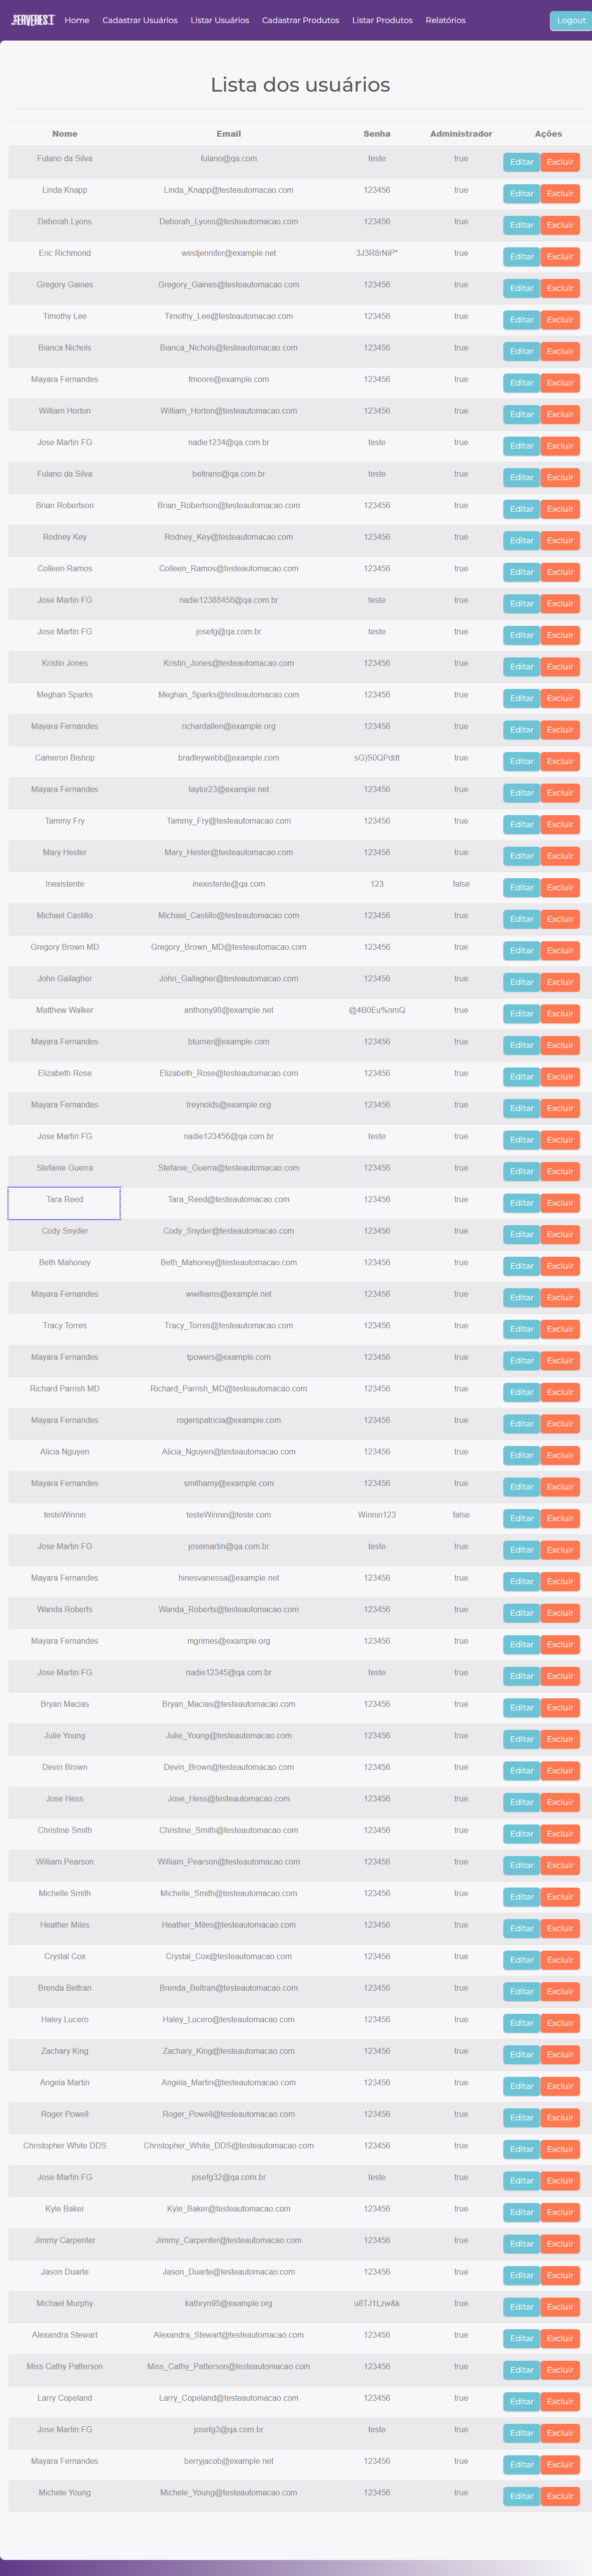 SERVEREST Home Cadastrar Usuários Listar Usuários Cadastrar Produtos Listar Produtos Relatórios Logout
Lista dos usuários
Nome Email Senha Administrador Ações
Fulano da Silva fulano@qa.com teste true Editar Excluir
Linda Knapp Linda_Knapp@testeautomacao.com 123456 true Editar Excluir
Deborah Lyons Deborah_Lyons@testeautomacao.com 123456 true Editar Excluir
Eric Richmond westjennifer@example.net 3J3R8rNiP* true Editar Excluir
Gregory Gaines Gregory_Gaines@testeautomacao.com 123456 true Editar Excluir
Timothy Lee Timothy_Lee@testeautomacao.com 123456 true Editar Excluir
Bianca Nichols Bianca_Nichols@testeautomacao.com 123456 true Editar Excluir
Mayara Fernandes fmoore@example.com 123456 true Editar Excluir
William Horton William_Horton@testeautomacao.com 123456 true Editar Excluir
Jose Martin FG nadie1234@qa.com.br teste true Editar Excluir
Fulano da Silva beltrano@qa.com.br teste true Editar Excluir
Brian Robertson Brian_Robertson@testeautomacao.com 123456 true Editar Excluir
Rodney Key Rodney_Key@testeautomacao.com 123456 true Editar Excluir
Colleen Ramos Colleen_Ramos@testeautomacao.com 123456 true Editar Excluir
Jose Martin FG nadie12388456@qa.com.br teste true Editar Excluir
Jose Martin FG josefg@qa.com.br teste true Editar Excluir
Kristin Jones Kristin_Jones@testeautomacao.com 123456 true Editar Excluir
Meghan Sparks Meghan_Sparks@testeautomacao.com 123456 true Editar Excluir
Mayara Fernandes richardallen@example.org 123456 true Editar Excluir
Cameron Bishop bradleywebb@example.com sG)S0QPddt true Editar Excluir
Mayara Fernandes taylor23@example.net 123456 true Editar Excluir
Tammy Fry Tammy_Fry@testeautomacao.com 123456 true Editar Excluir
Mary Hester Mary_Hester@testeautomacao.com 123456 true Editar Excluir
Inexistente inexistente@qa.com 123 false Editar Excluir
Michael Castillo Michael_Castillo@testeautomacao.com 123456 true Editar Excluir
Gregory Brown MD Gregory_Brown_MD@testeautomacao.com 123456 true Editar Excluir
John Gallagher John_Gallagher@testeautomacao.com 123456 true Editar Excluir
Matthew Walker anthony98@example.net @4B0Eu%nmQ true Editar Excluir
Mayara Fernandes bturner@example.com 123456 true Editar Excluir
Elizabeth Rose Elizabeth_Rose@testeautomacao.com 123456 true Editar Excluir
Mayara Fernandes treynolds@example.org 123456 true Editar Excluir
Jose Martin FG nadie123456@qa.com.br teste true Editar Excluir
Stefanie Guerra Stefanie_Guerra@testeautomacao.com 123456 true Editar Excluir
Tara Reed Tara_Reed@testeautomacao.com 123456 true Editar Excluir
Cody Snyder Cody_Snyder@testeautomacao.com 123456 true Editar Excluir
Beth Mahoney Beth_Mahoney@testeautomacao.com 123456 true Editar Excluir
Mayara Fernandes wwilliams@example.net 123456 true Editar Excluir
Tracy Torres Tracy_Torres@testeautomacao.com 123456 true Editar Excluir
Mayara Fernandes tpowers@example.com 123456 true Editar Excluir
Richard Parrish MD Richard_Parrish_MD@testeautomacao.com 123456 true Editar Excluir
Mayara Fernandes rogerspatricia@example.com 123456 true Editar Excluir
Alicia Nguyen Alicia_Nguyen@testeautomacao.com 123456 true Editar Excluir
Mayara Fernandes smithamy@example.com 123456 true Editar Excluir
testeWinnin testeWinnin@teste.com Winnin123 false Editar Excluir
Jose Martin FG josemartin@qa.com.br teste true Editar Excluir
Mayara Fernandes hinesvanessa@example.net 123456 true Editar Excluir
Wanda Roberts Wanda_Roberts@testeautomacao.com 123456 true Editar Excluir
Mayara Fernandes mgrimes@example.org 123456 true Editar Excluir
Jose Martin FG nadie12345@qa.com.br teste true Editar Excluir
Bryan Macias Bryan_Macias@testeautomacao.com 123456 true Editar Excluir
Julie Young Julie_Young@testeautomacao.com 123456 true Editar Excluir
Devin Brown Devin_Brown@testeautomacao.com 123456 true Editar Excluir
Jose Hess Jose_Hess@testeautomacao.com 123456 true Editar Excluir
Christine Smith Christine_Smith@testeautomacao.com 123456 true Editar Excluir
William Pearson William_Pearson@testeautomacao.com 123456 true Editar Excluir
Michelle Smith Michelle_Smith@testeautomacao.com 123456 true Editar Excluir
Heather Miles Heather_Miles@testeautomacao.com 123456 true Editar Excluir
Crystal Cox Crystal_Cox@testeautomacao.com 123456 true Editar Excluir
Brenda Beltran Brenda_Beltran@testeautomacao.com 123456 true Editar Excluir
Haley Lucero Haley_Lucero@testeautomacao.com 123456 true Editar Excluir
Zachary King Zachary_King@testeautomacao.com 123456 true Editar Excluir
Angela Martin Angela_Martin@testeautomacao.com 123456 true Editar Excluir
Roger Powell Roger_Powell@testeautomacao.com 123456 true Editar Excluir
Christopher White DDS Christopher_White_DDS@testeautomacao.com 123456 true Editar Excluir
Jose Martin FG josefg32@qa.com.br teste true Editar Excluir
Kyle Baker Kyle_Baker@testeautomacao.com 123456 true Editar Excluir
Jimmy Carpenter Jimmy_Carpenter@testeautomacao.com 123456 true Editar Excluir
Jason Duarte Jason_Duarte@testeautomacao.com 123456 true Editar Excluir
Michael Murphy kathryn95@example.org u8TJ1Lzw&k true Editar Excluir
Alexandra Stewart Alexandra_Stewart@testeautomacao.com 123456 true Editar Excluir
Miss Cathy Patterson Miss_Cathy_Patterson@testeautomacao.com 123456 true Editar Excluir
Larry Copeland Larry_Copeland@testeautomacao.com 123456 true Editar Excluir
Jose Martin FG josefg3@qa.com.br teste true Editar Excluir
Mayara Fernandes berryjacob@example.net 123456 true Editar Excluir
Michele Young Michele_Young@testeautomacao.com 123456 true Editar Excluir